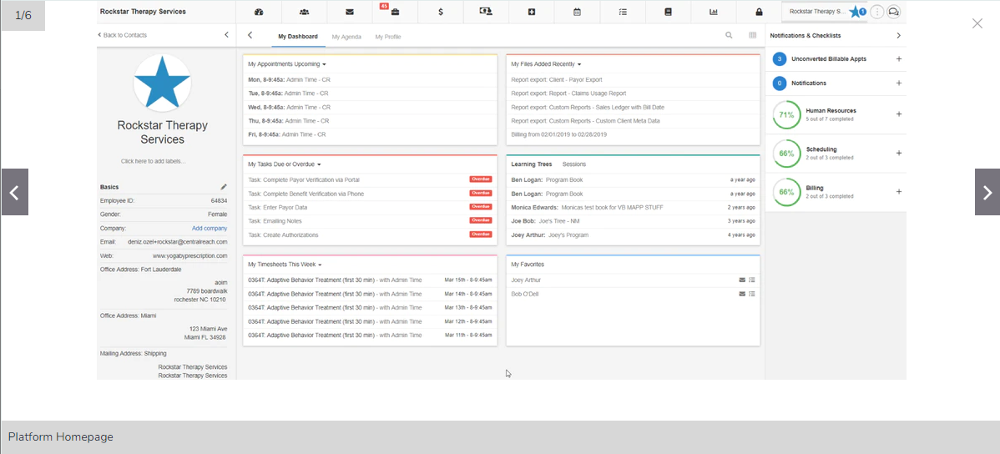 1/6
Rockstar Therapy Services
45
$
Rockstar Therapy S...
1
Back to Contacts
Rockstar Therapy
Services
Click here to add labels...
Basics
Employee ID: 64834
Gender: Female
Company: Add company
Email: deniz.ozel+rockstar@centralreach.com
Web: www.yogabyprescription.com
Office Address: Fort Lauderdale
aoim
7789 boardwalk
rochester NC 10210
Office Address: Miami
123 Miami Ave
Miami FL 34928
Mailing Address: Shipping
Rockstar Therapy Services
Rockstar Therapy Services
My Dashboard My Agenda My Profile
My Appointments Upcoming
Mon, 8-9:45a: Admin Time - CR
Tue, 8-9:45a: Admin Time - CR
Wed, 8-9:45a: Admin Time - CR
Thu, 8-9:45a: Admin Time - CR
Fri, 8-9:45a: Admin Time - CR
My Files Added Recently
Report export: Client - Payor Export
Report export: Report - Claims Usage Report
Report export: Custom Reports - Sales Ledger with Bill Date
Report export: Custom Reports - Custom Client Meta Data
Billing from 02/01/2019 to 02/28/2019
My Tasks Due or Overdue
Task: Complete Payor Verification via Portal Overdue
Task: Complete Benefit Verification via Phone Overdue
Task: Enter Payor Data Overdue
Task: Emailing Notes Overdue
Task: Create Authorizations Overdue
Learning Trees Sessions
Ben Logan: Program Book a year ago
Ben Logan: Program Book a year ago
Monica Edwards: Monicas test book for VB MAPP STUFF 2 years ago
Joe Bob: Joe's Tree - NM 3 years ago
Joey Arthur: Joey's Program 4 years ago
My Timesheets This Week
0364T: Adaptive Behavior Treatment (first 30 min) - with Admin Time Mar 15th - 8-9:45am
0364T: Adaptive Behavior Treatment (first 30 min) - with Admin Time Mar 14th - 8-9:45am
0364T: Adaptive Behavior Treatment (first 30 min) - with Admin Time Mar 13th - 8-9:45am
0364T: Adaptive Behavior Treatment (first 30 min) - with Admin Time Mar 12th - 8-9:45am
0364T: Adaptive Behavior Treatment (first 30 min) - with Admin Time Mar 11th - 8-9:45am
My Favorites
Joey Arthur
Bob O'Dell
Notifications & Checklists
3 Unconverted Billable Appts +
0 Notifications +
71% Human Resources +
5 out of 7 completed
66% Scheduling +
2 out of 3 completed
66% Billing +
2 out of 3 completed
Platform Homepage